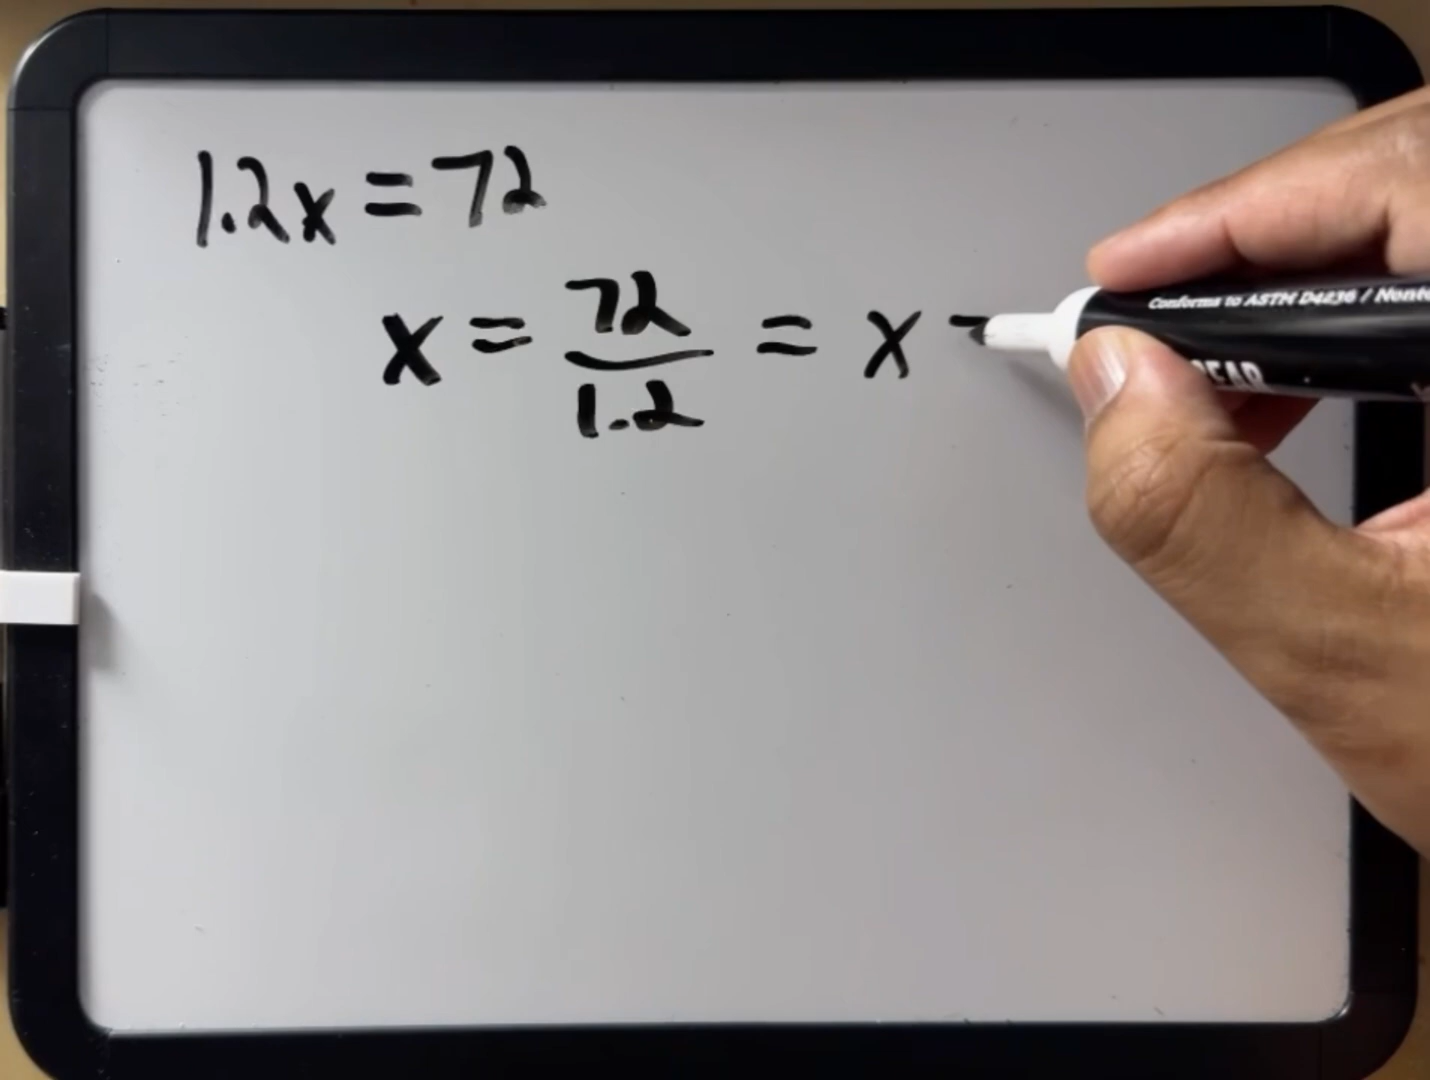 1.2x = 72
x = 72/1.2 = x
Conforms to ASTM D4236 /